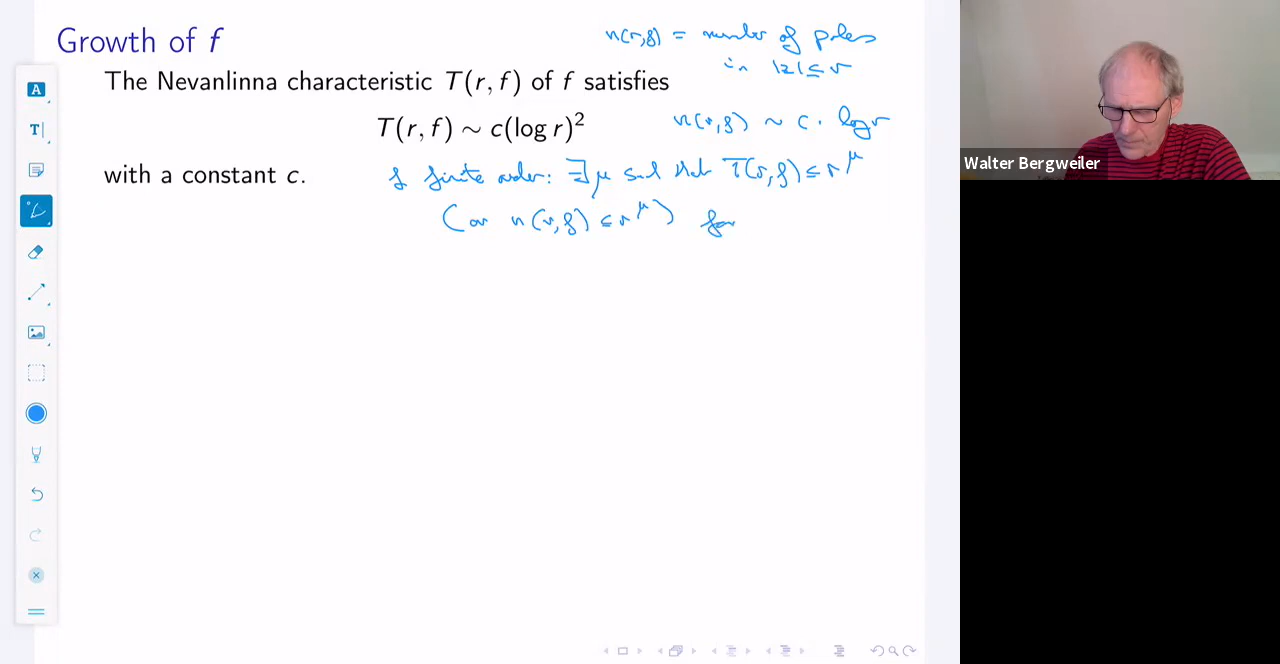 Growth of f
n(r,f) = number of poles
in |z| ≤ r
The Nevanlinna characteristic T(r, f) of f satisfies
T(r, f) ∼ c(log r)²
n(r,f) ~ c · log r
with a constant c.
f finite order: ∃ μ such that T(r,f) ≤ r^μ
(or n(r,f) ≤ r^μ) for
Walter Bergweiler
A
T